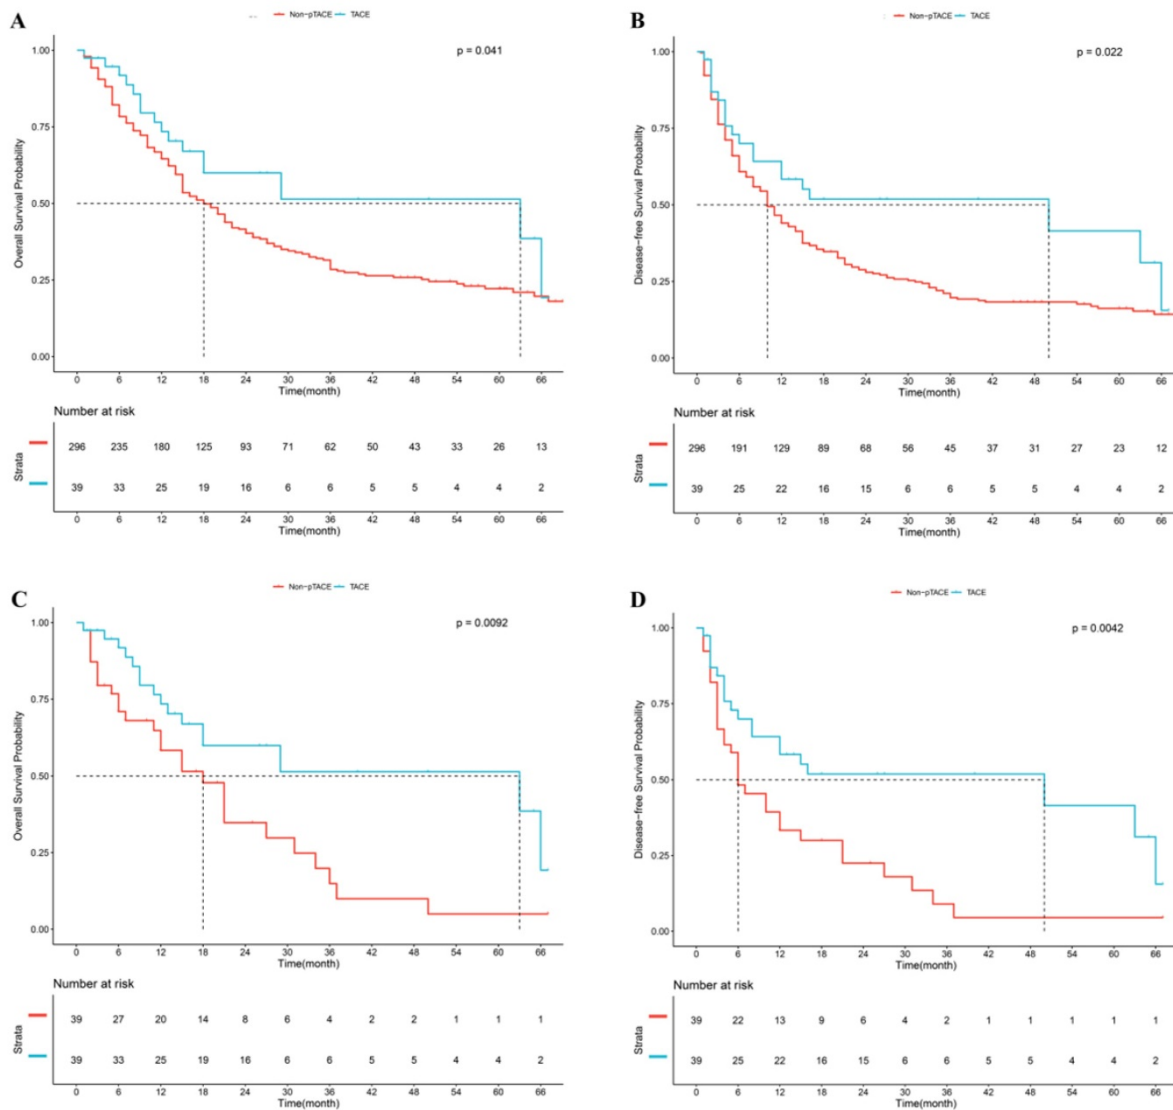 A
Non-pTACE TACE
p = 0.041
Overall Survival Probability
1.00
0.75
0.50
0.25
0.00
0 6 12 18 24 30 36 42 48 54 60 66
Time(month)
Number at risk
Strata
296 235 180 125 93 71 62 50 43 33 26 13
39 33 25 19 16 6 6 5 5 4 4 2
0 6 12 18 24 30 36 42 48 54 60 66
Time(month)
B
Non-pTACE TACE
p = 0.022
Disease-free Survival Probability
1.00
0.75
0.50
0.25
0.00
0 6 12 18 24 30 36 42 48 54 60 66
Time(month)
Number at risk
Strata
296 191 129 89 68 56 45 37 31 27 23 12
39 25 22 16 15 6 6 5 5 4 4 2
0 6 12 18 24 30 36 42 48 54 60 66
Time(month)
C
Non-pTACE TACE
p = 0.0092
Overall Survival Probability
1.00
0.75
0.50
0.25
0.00
0 6 12 18 24 30 36 42 48 54 60 66
Time(month)
Number at risk
Strata
39 27 20 14 8 6 4 2 2 1 1 1
39 33 25 19 16 6 6 5 5 4 4 2
0 6 12 18 24 30 36 42 48 54 60 66
Time(month)
D
Non-pTACE TACE
p = 0.0042
Disease-free Survival Probability
1.00
0.75
0.50
0.25
0.00
0 6 12 18 24 30 36 42 48 54 60 66
Time(month)
Number at risk
Strata
39 22 13 9 6 4 2 1 1 1 1 1
39 25 22 16 15 6 6 5 5 4 4 2
0 6 12 18 24 30 36 42 48 54 60 66
Time(month)